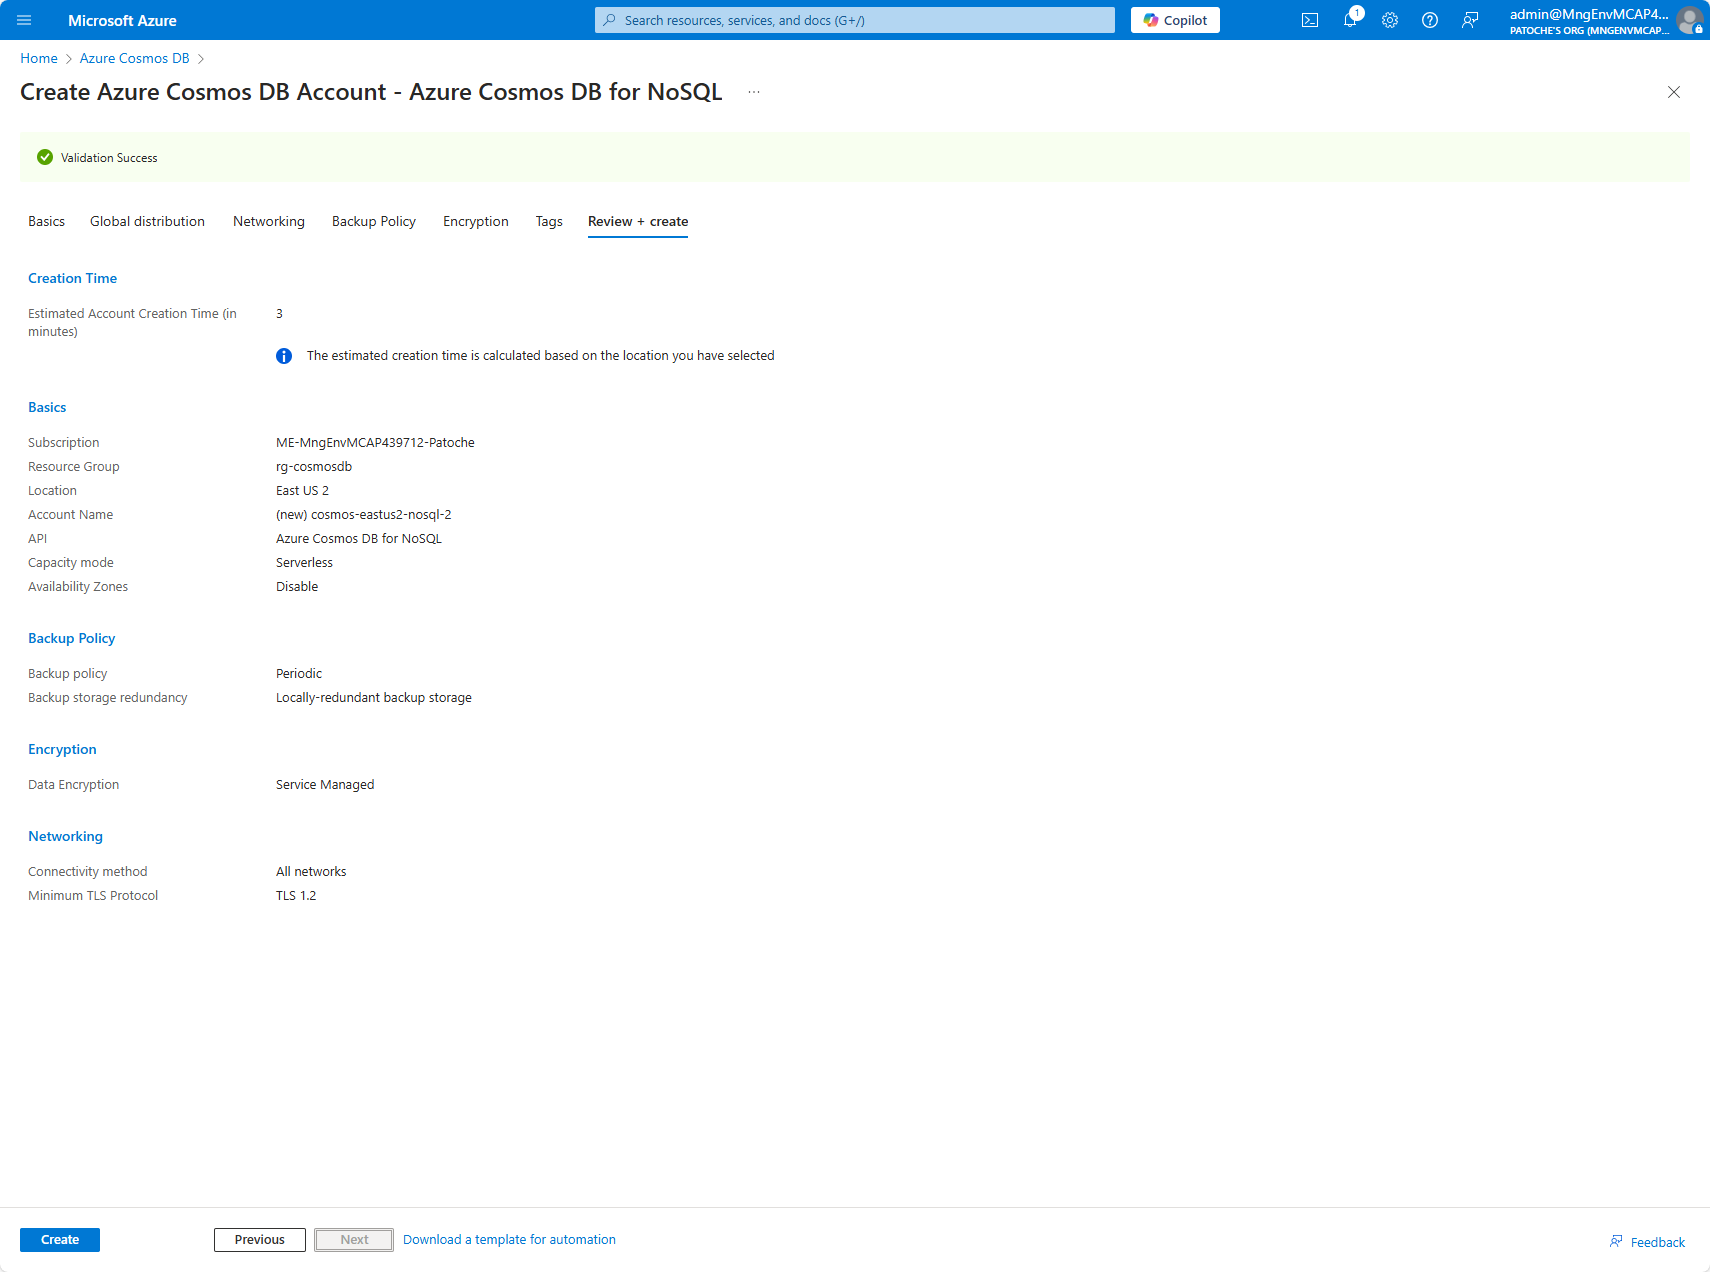 Microsoft Azure
Search resources, services, and docs (G+/)
Copilot
1
admin@MngEnvMCAP4...
PATOCHE'S ORG (MNGENVMCAP...
Home > Azure Cosmos DB >
Create Azure Cosmos DB Account - Azure Cosmos DB for NoSQL ...
Validation Success
Basics Global distribution Networking Backup Policy Encryption Tags Review + create
Creation Time
Estimated Account Creation Time (in minutes) 3
The estimated creation time is calculated based on the location you have selected
Basics
Subscription ME-MngEnvMCAP439712-Patoche
Resource Group rg-cosmosdb
Location East US 2
Account Name (new) cosmos-eastus2-nosql-2
API Azure Cosmos DB for NoSQL
Capacity mode Serverless
Availability Zones Disable
Backup Policy
Backup policy Periodic
Backup storage redundancy Locally-redundant backup storage
Encryption
Data Encryption Service Managed
Networking
Connectivity method All networks
Minimum TLS Protocol TLS 1.2
Create Previous Next Download a template for automation
Feedback